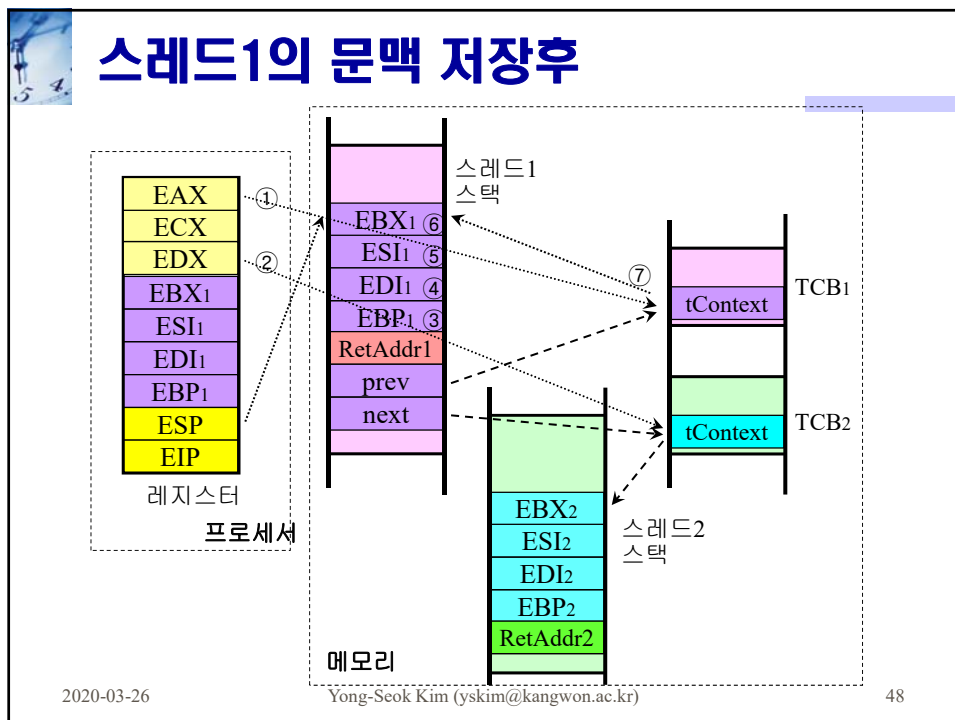 스레드1의 문맥 저장후
EAX
ECX
EDX
EBX1
ESI1
EDI1
EBP1
ESP
EIP
레지스터
프로세서
①
②
스레드1
스택
EBX1 ⑥
ESI1 ⑤
EDI1 ④
EBP1 ③
RetAddr1
prev
next
⑦
tContext
TCB1
tContext
TCB2
EBX2
ESI2
EDI2
EBP2
RetAddr2
스레드2
스택
메모리
2020-03-26
Yong-Seok Kim (yskim@kangwon.ac.kr)
48
5 4